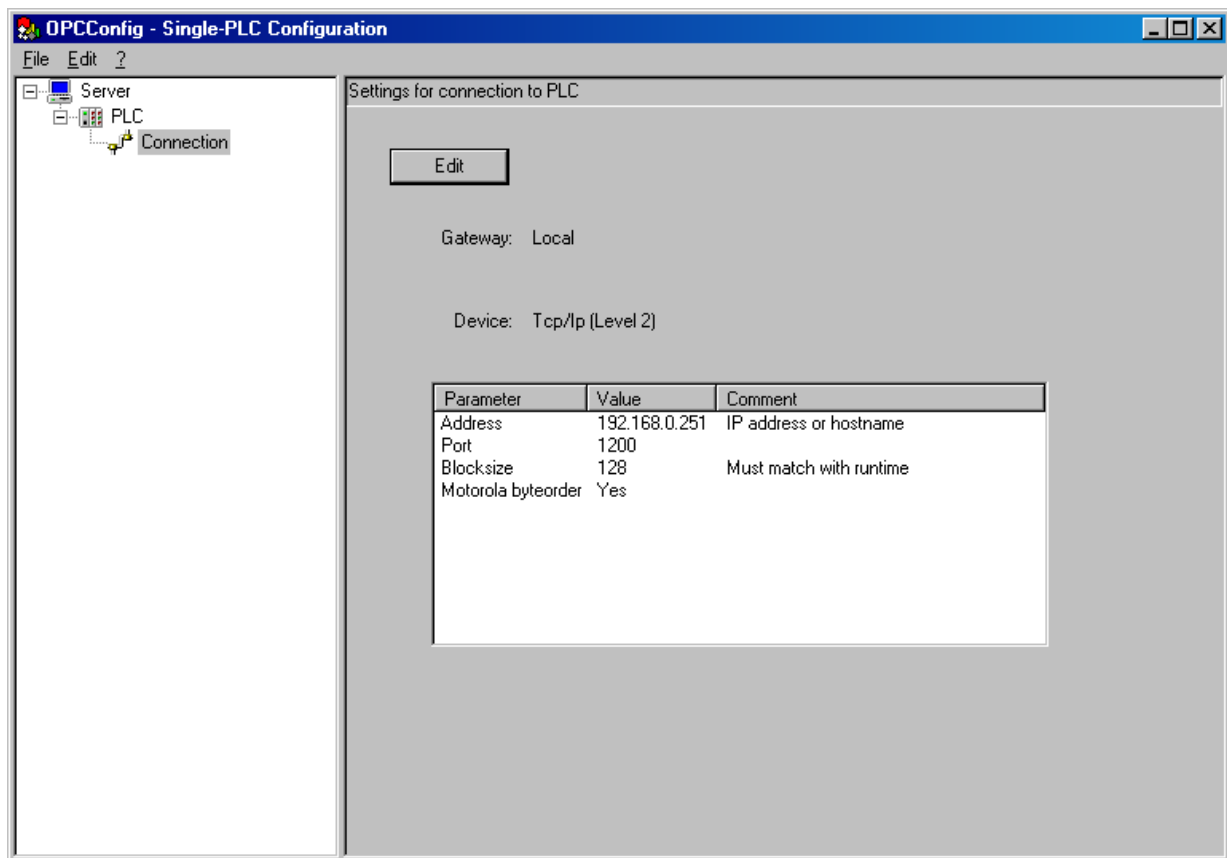 OPCConfig - Single-PLC Configuration
File Edit ?
Server
PLC
Connection
Settings for connection to PLC
Edit
Gateway: Local
Device: Tcp/Ip (Level 2)
Parameter Value Comment
Address 192.168.0.251 IP address or hostname
Port 1200
Blocksize 128 Must match with runtime
Motorola byteorder Yes